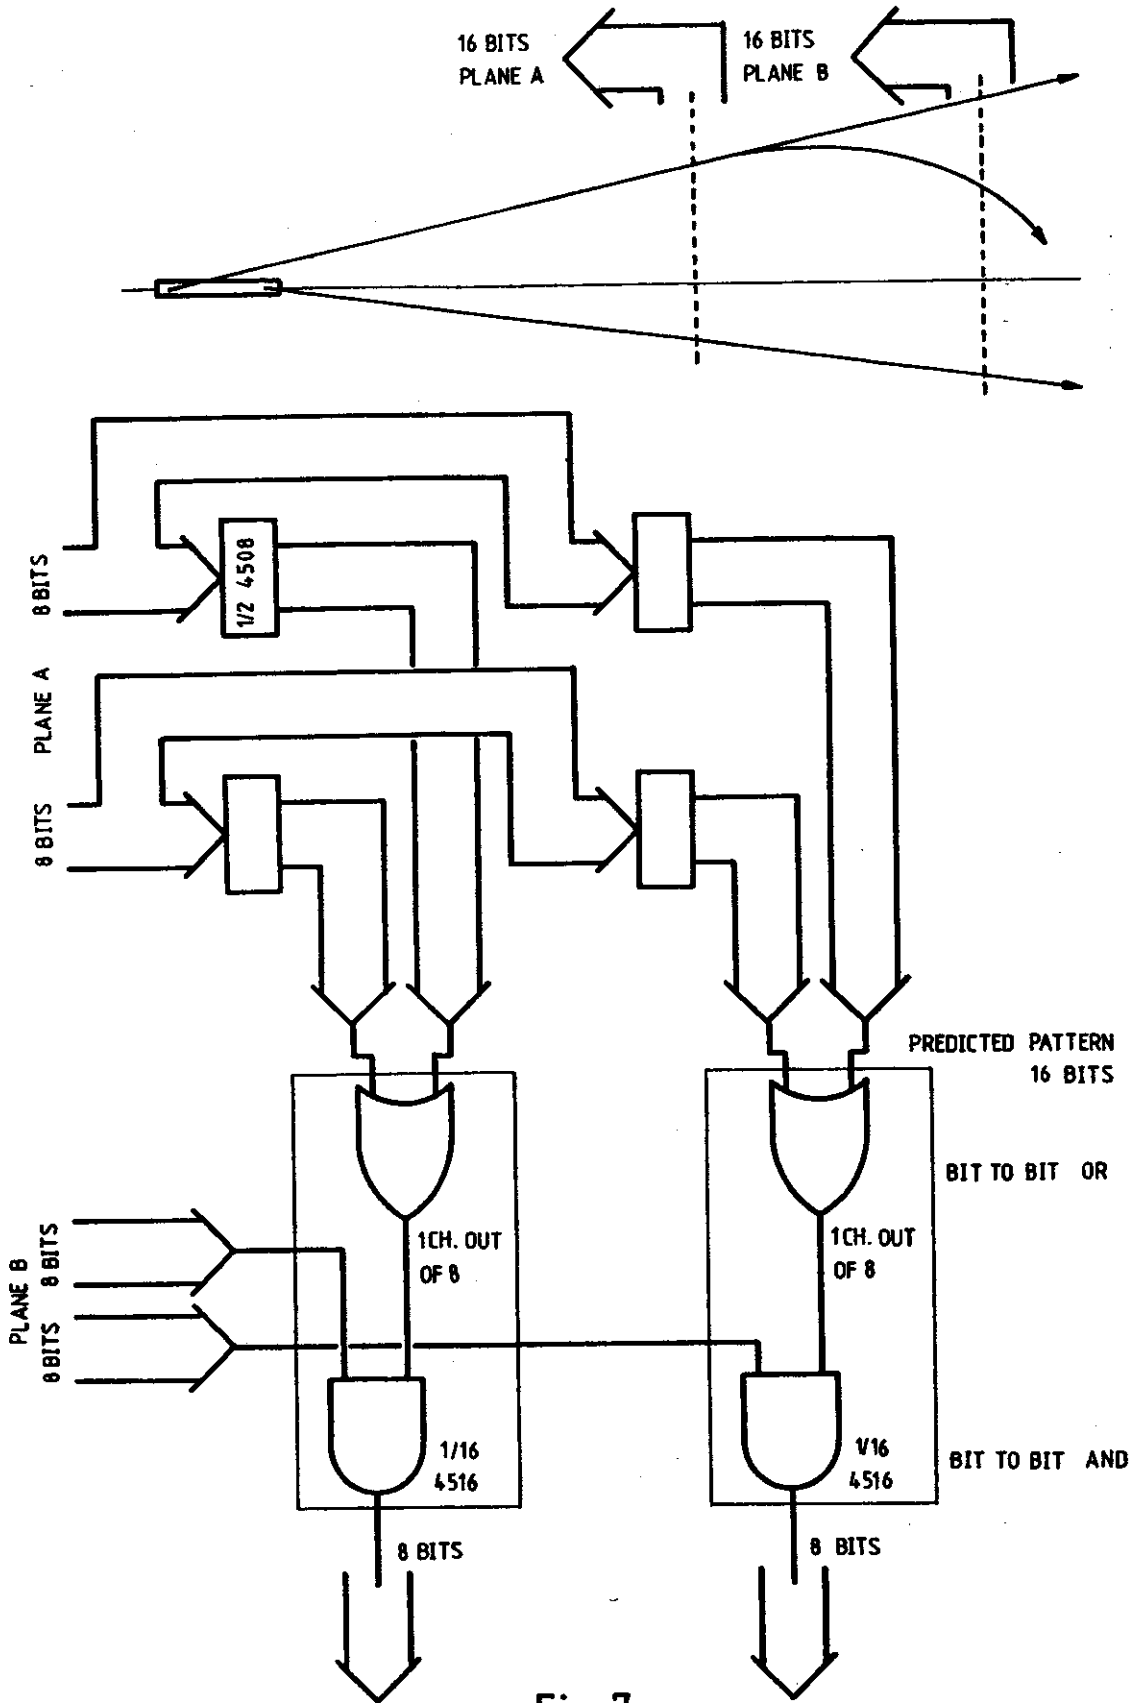 16 BITS
PLANE A
16 BITS
PLANE B
8 BITS
1/2 4508
PLANE A
8 BITS
PREDICTED PATTERN
16 BITS
BIT TO BIT OR
1CH. OUT
OF 8
1CH. OUT
OF 8
PLANE B
8 BITS
8 BITS
1/16
4516
1/16
4516
BIT TO BIT AND
8 BITS
8 BITS
Fig. 7